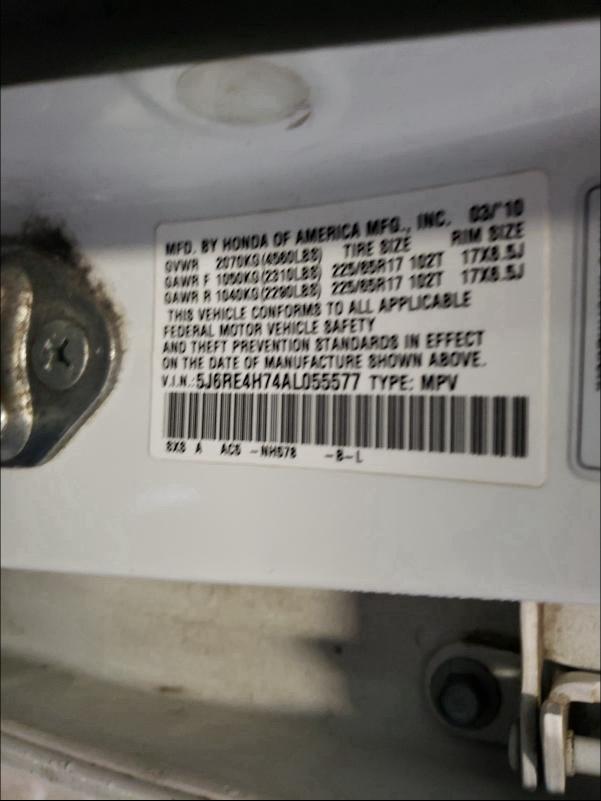 MFD. BY HONDA OF AMERICA MFG., INC. 03/'10
GVWR 2070KG(4560LBS) TIRE SIZE RIM SIZE
GAWR F 1050KG(2310LBS) 225/65R17 102T 17X6.5J
GAWR R 1040KG(2290LBS) 225/65R17 102T 17X6.5J
THIS VEHICLE CONFORMS TO ALL APPLICABLE
FEDERAL MOTOR VEHICLE SAFETY
AND THEFT PREVENTION STANDARDS IN EFFECT
ON THE DATE OF MANUFACTURE SHOWN ABOVE.
V.I.N.:5J6RE4H74AL055577 TYPE: MPV
A -NH578 -B-L